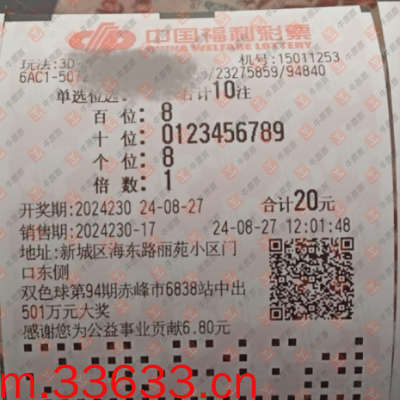 中国福利彩票
CHINA WELFARE LOTTERY
玩法:3D 机号:15011253
6AC1-507 /23275859/94840
单选 合计10注
百 位: 8
十 位: 0123456789
个 位: 8
倍 数: 1
开奖期:2024230 24-08-27 合计20元
销售期:2024230-17 24-08-27 12:01:48
地址:新城区海东路丽苑小区门
口东侧
双色球第94期赤峰市6838站中出
501万元大奖
感谢您为公益事业贡献6.80元
m.33633.cn